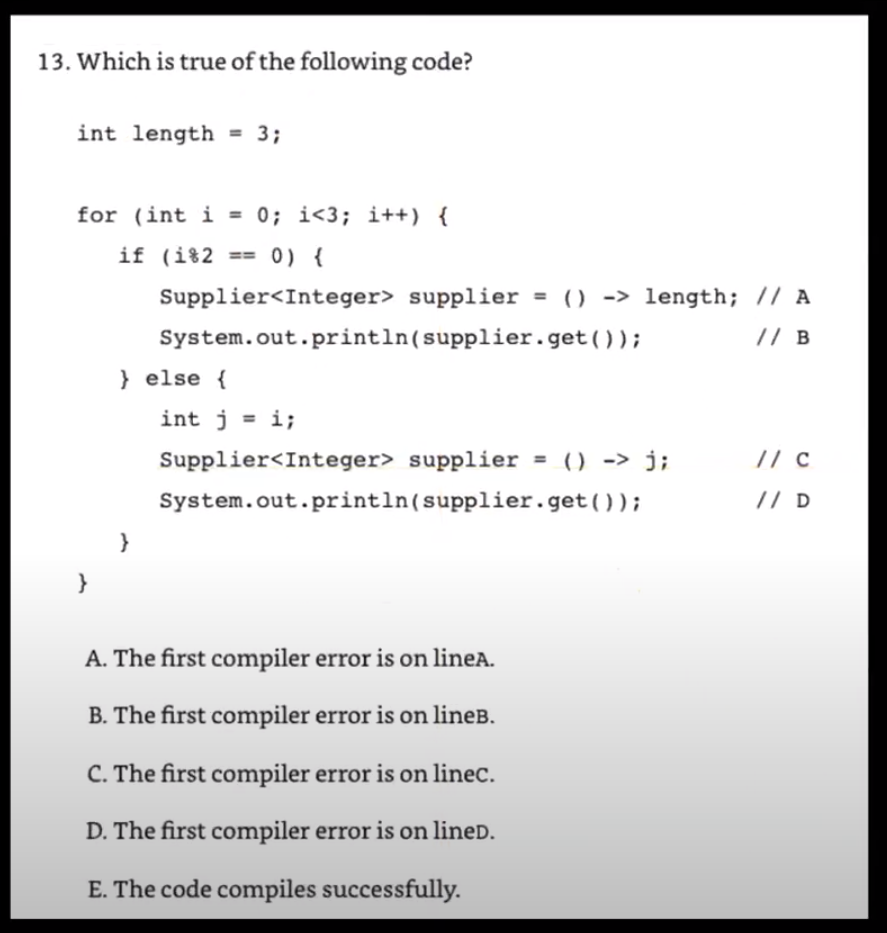 13. Which is true of the following code?
int length = 3;
for (int i = 0; i<3; i++) {
if (i%2 == 0) {
Supplier<Integer> supplier = () -> length; // A
System.out.println(supplier.get()); // B
} else {
int j = i;
Supplier<Integer> supplier = () -> j; // C
System.out.println(supplier.get()); // D
}
}
A. The first compiler error is on lineA.
B. The first compiler error is on lineB.
C. The first compiler error is on lineC.
D. The first compiler error is on lineD.
E. The code compiles successfully.